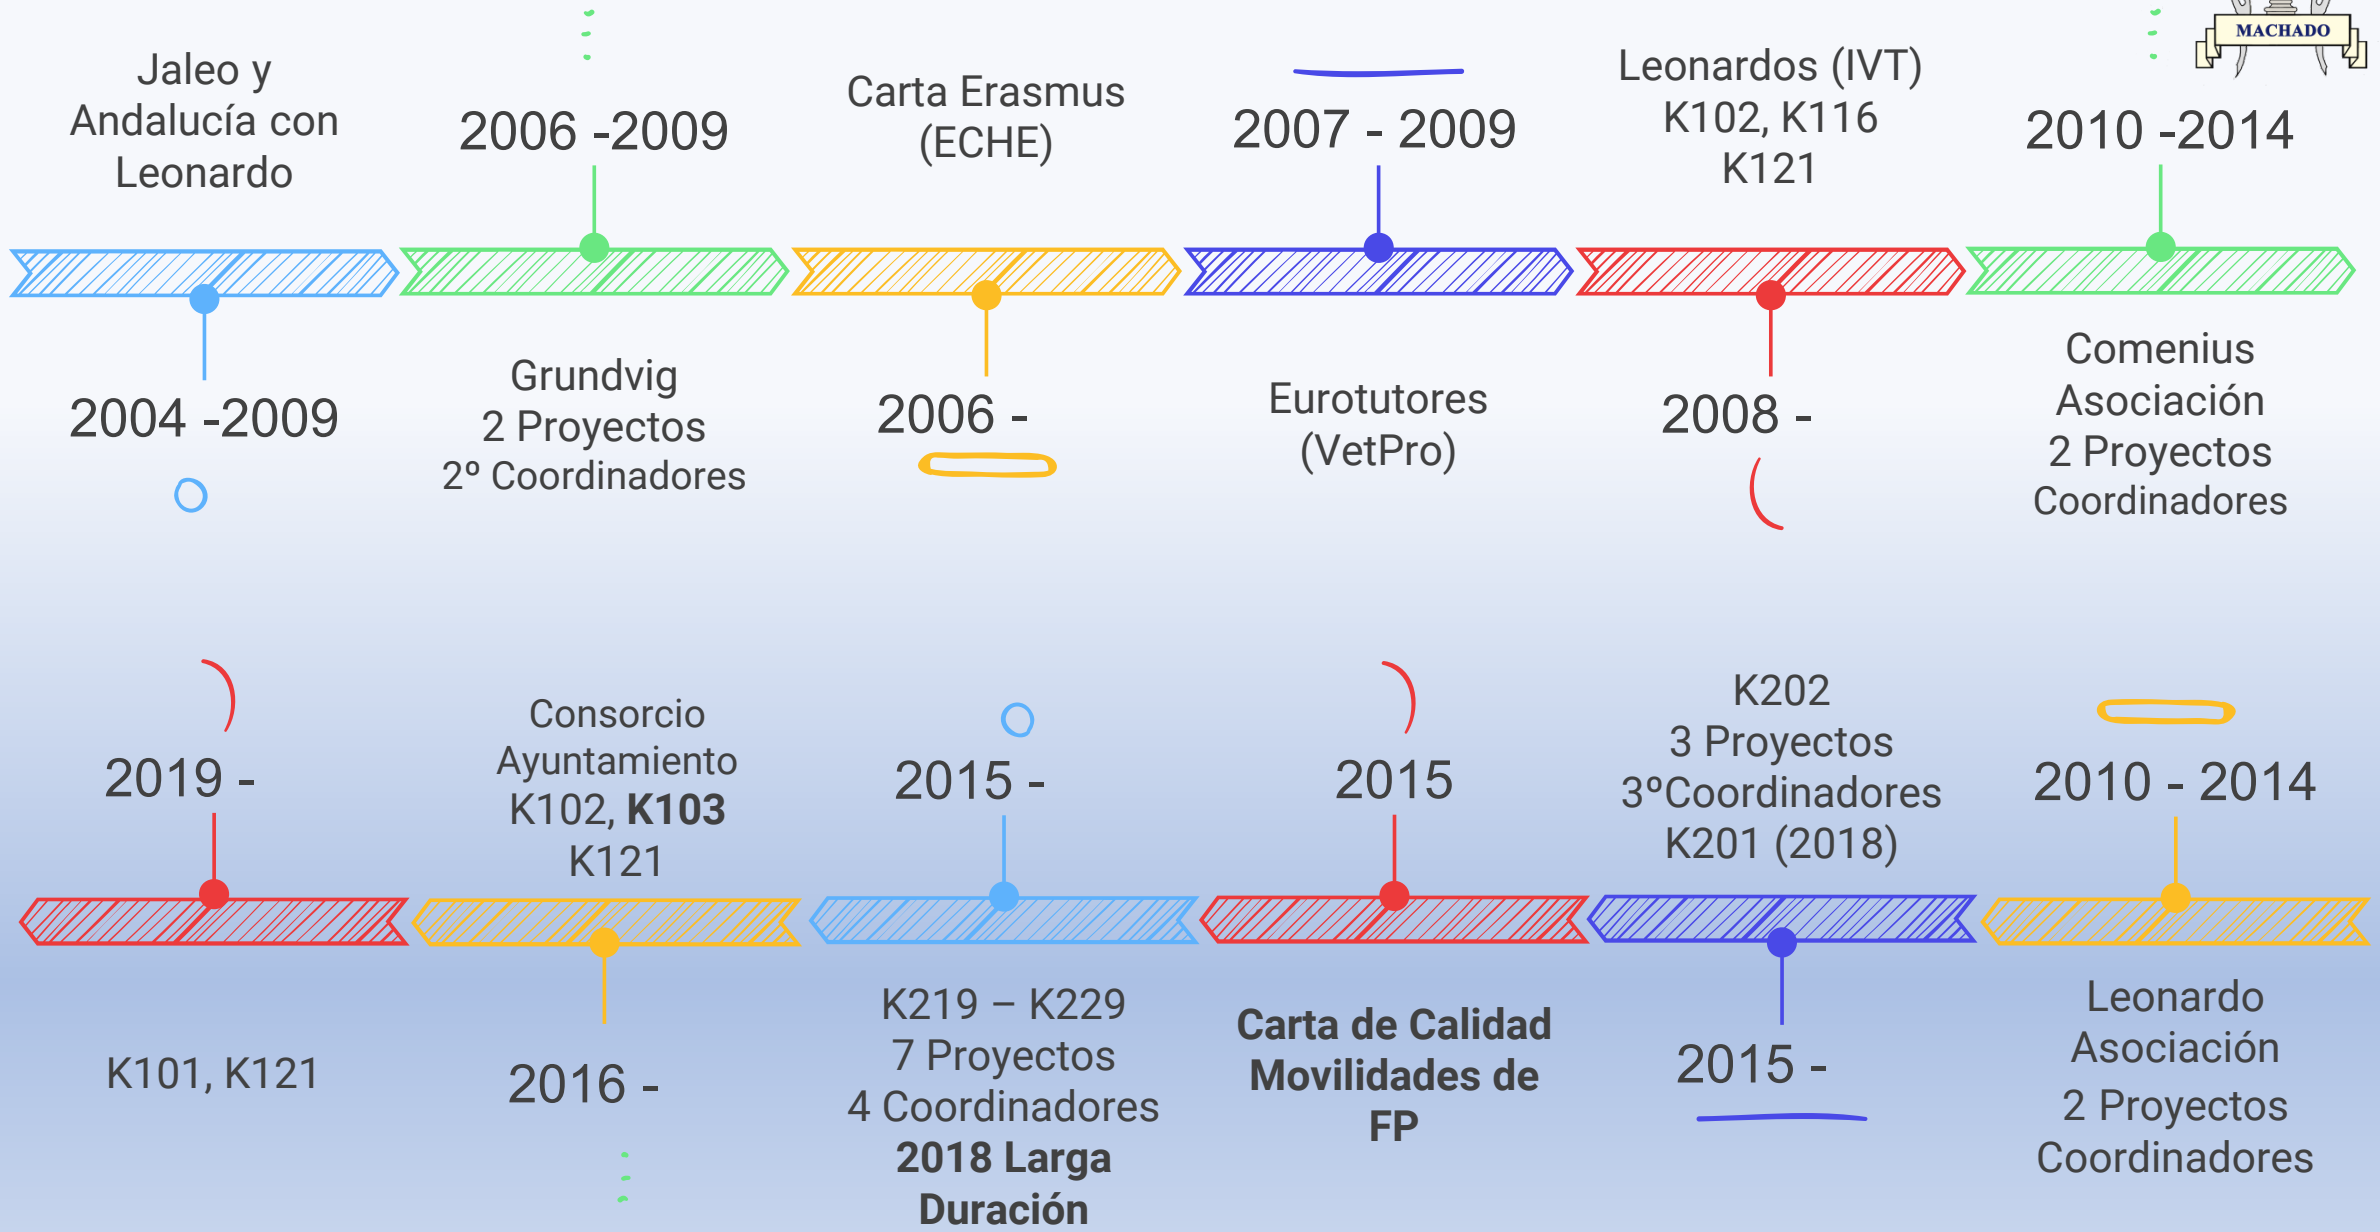 MACHADO
Jaleo y
Andalucía con
Leonardo
2004 -2009
2006 -2009
Grundvig
2 Proyectos
2º Coordinadores
Carta Erasmus
(ECHE)
2006 -
2007 - 2009
Eurotutores
(VetPro)
Leonardos (IVT)
K102, K116
K121
2008 -
2010 -2014
Comenius
Asociación
2 Proyectos
Coordinadores
2010 - 2014
Leonardo
Asociación
2 Proyectos
Coordinadores
K202
3 Proyectos
3ºCoordinadores
K201 (2018)
2015 -
2015
Carta de Calidad
Movilidades de
FP
2015 -
K219 – K229
7 Proyectos
4 Coordinadores
2018 Larga
Duración
Consorcio
Ayuntamiento
K102, K103
K121
2016 -
2019 -
K101, K121